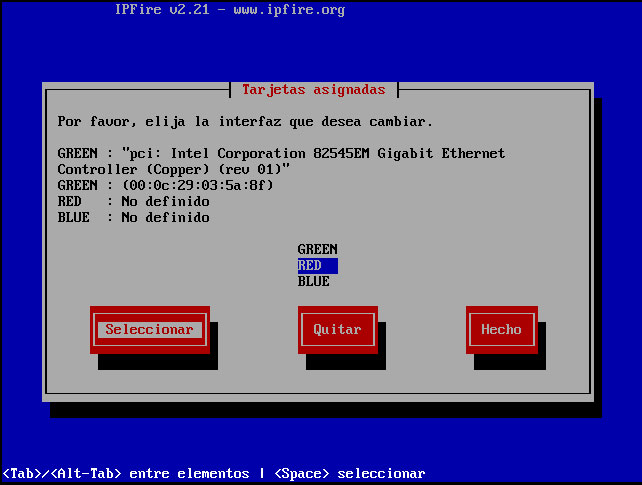 IPFire v2.21 - www.ipfire.org
Tarjetas asignadas
Por favor, elija la interfaz que desea cambiar.
GREEN : "pci: Intel Corporation 82545EM Gigabit Ethernet
Controller (Copper) (rev 01)"
GREEN : (00:0c:29:03:5a:8f)
RED : No definido
BLUE : No definido
GREEN
RED
BLUE
Seleccionar Quitar Hecho
<Tab>/<Alt-Tab> entre elementos | <Space> seleccionar